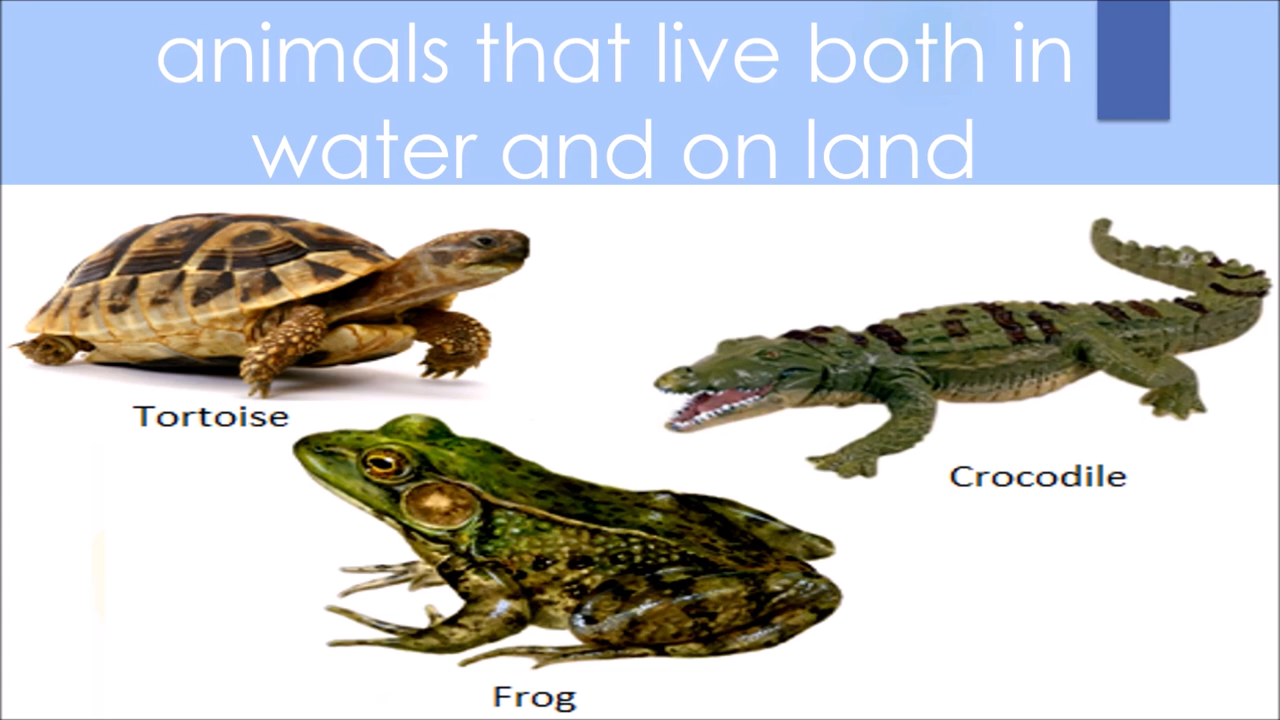 animals that live both in
water and on land
Tortoise
Crocodile
Frog